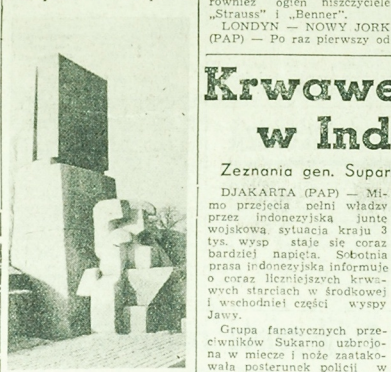 również ogień niszczyciele
„Strauss" i „Benner".
LONDYN — NOWY JORK
(PAP) — Po raz pierwszy od
Krwawe
w Ind
Zeznania gen. Supar
DJAKARTA (PAP) — Mi-
mo przejęcia pełni władzy
przez indonezyjską juntę
wojskową sytuacja kraju 3
tys. wysp staje się coraz
bardziej napięta. Sobotnia
prasa indonezyjska informuje
o coraz liczniejszych krwa-
wych starciach w środkowej
i wschodniej części wyspy
Jawy.
Grupa fanatycznych prze-
ciwników Sukarno uzbrojo-
na w miecze i noże zaatako-
wała posterunek policji w